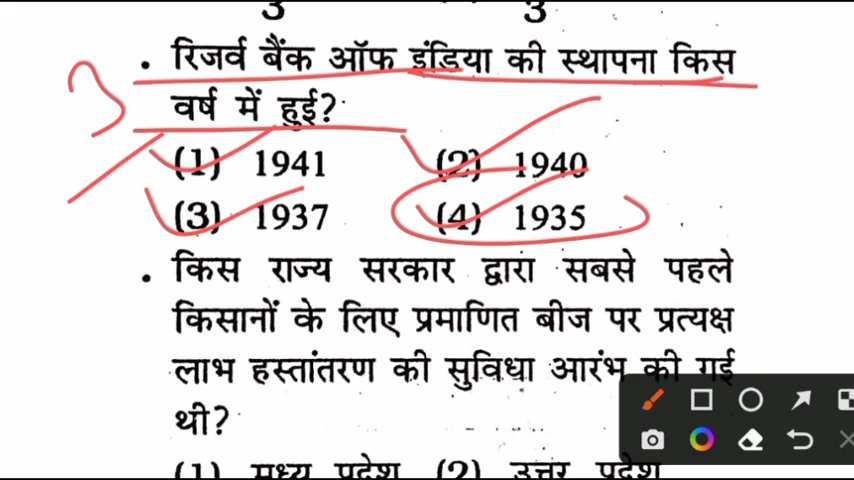 3 3
. रिजर्व बैंक ऑफ इंडिया की स्थापना किस
3 वर्ष में हुई?
(1) 1941 (2) 1940
(3) 1937 (4) 1935
. किस राज्य सरकार द्वारा सबसे पहले
किसानों के लिए प्रमाणित बीज पर प्रत्यक्ष
लाभ हस्तांतरण की सुविधा आरंभ की गई
थी?
(1) मध्य प्रदेश (2) उत्तर प्रदेश